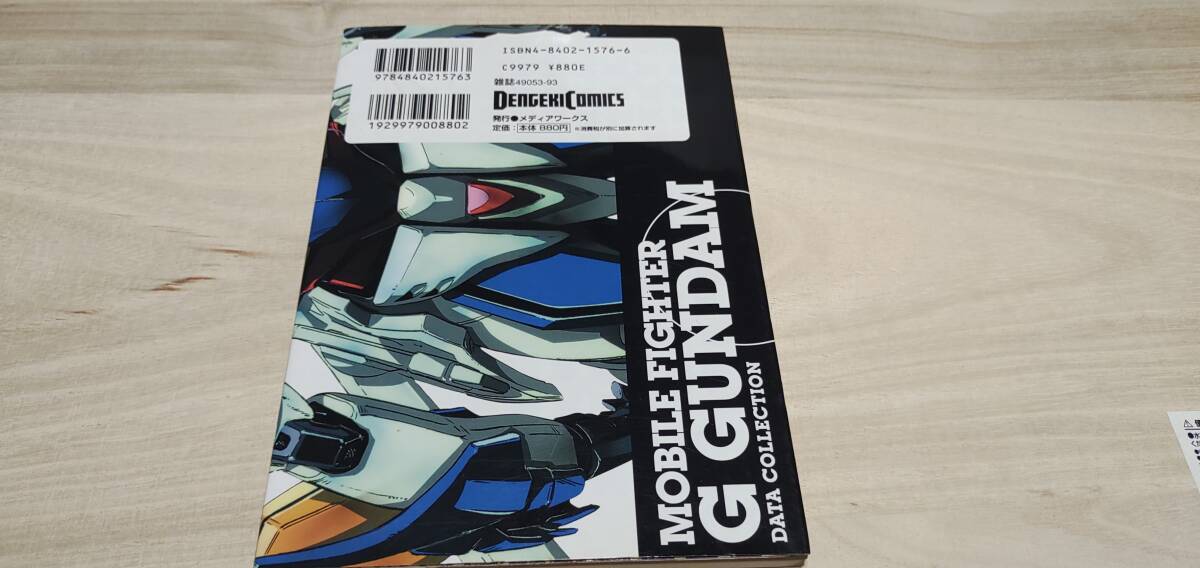 9784840215763
1929979008802
ISBN4-8402-1576-6
C9979 ¥880E
雑誌49053-93
DENGEKI COMICS
発行●メディアワークス
定価：本体880円 ※消費税が別に加算されます
MOBILE FIGHTER
G GUNDAM
DATA COLLECTION